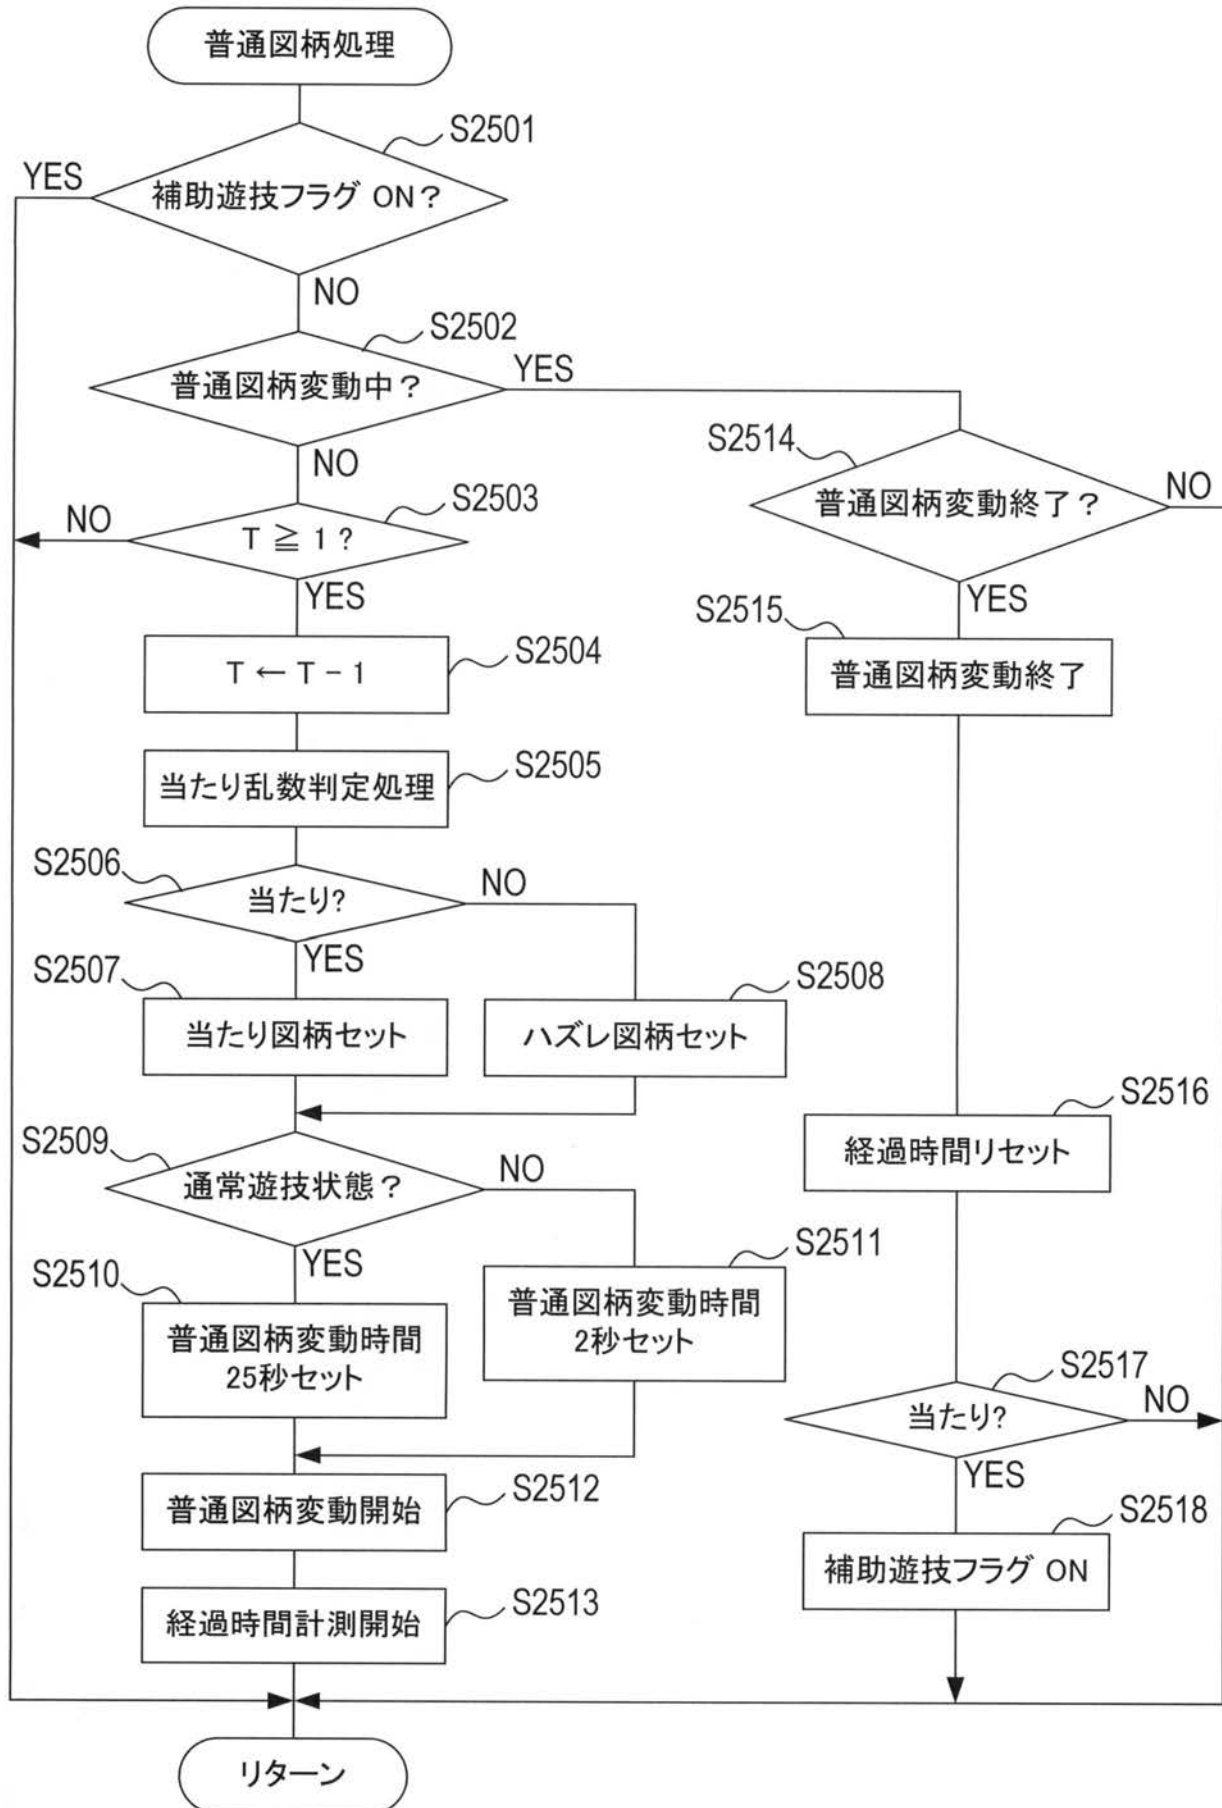 普通図柄処理
S2501
YES
補助遊技フラグ ON？
NO
S2502
普通図柄変動中？
YES
NO
S2514
普通図柄変動終了？
NO
YES
S2503
NO
T ≧ 1？
YES
S2515
普通図柄変動終了
S2504
T ← T － 1
S2505
当たり乱数判定処理
S2506
当たり?
NO
YES
S2507
当たり図柄セット
S2508
ハズレ図柄セット
S2516
経過時間リセット
S2509
通常遊技状態？
NO
YES
S2510
普通図柄変動時間
25秒セット
S2511
普通図柄変動時間
2秒セット
S2517
当たり?
NO
YES
S2512
普通図柄変動開始
S2518
補助遊技フラグ ON
S2513
経過時間計測開始
リターン